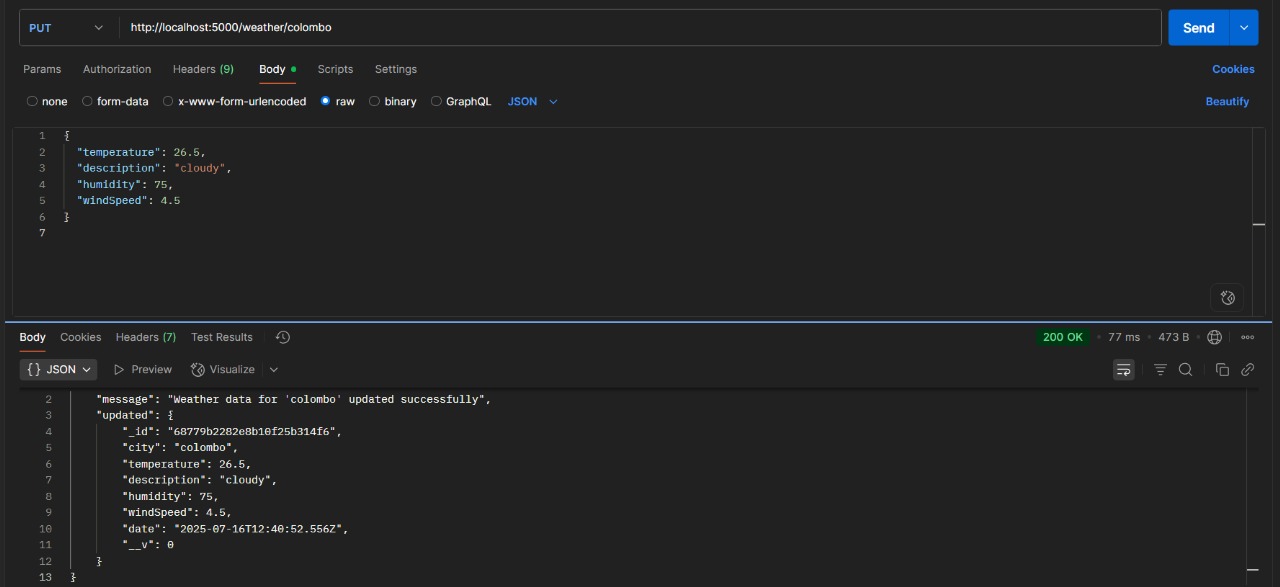 PUT http://localhost:5000/weather/colombo Send
Params Authorization Headers (9) Body Scripts Settings Cookies
none form-data x-www-form-urlencoded raw binary GraphQL JSON Beautify
1 {
2 "temperature": 26.5,
3 "description": "cloudy",
4 "humidity": 75,
5 "windSpeed": 4.5
6 }
7
Body Cookies Headers (7) Test Results 200 OK • 77 ms • 473 B
{} JSON Preview Visualize
2 "message": "Weather data for 'colombo' updated successfully",
3 "updated": {
4 "_id": "68779b2282e8b10f25b314f6",
5 "city": "colombo",
6 "temperature": 26.5,
7 "description": "cloudy",
8 "humidity": 75,
9 "windSpeed": 4.5,
10 "date": "2025-07-16T12:40:52.556Z",
11 "__v": 0
12 }
13 }